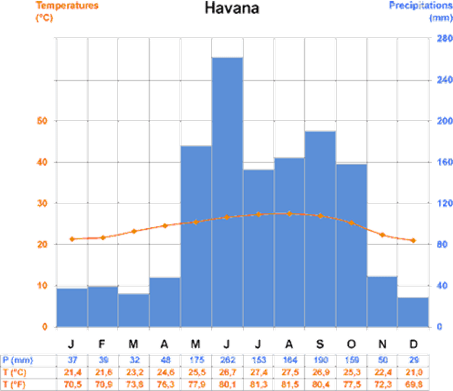 Temperatures Havana Precipitations
(°C) (mm)
280
240
50 200
40 160
30 120
20 80
10 40
0 0
J F M A M J J A S O N D
P (mm) 37 39 32 48 175 262 153 164 190 159 50 29
T (°C) 21,4 21,6 23,2 24,6 25,5 26,7 27,4 27,5 26,9 25,3 22,4 21,0
T (°F) 70,5 70,9 73,8 76,3 77,9 80,1 81,3 81,5 80,4 77,5 72,3 69,8